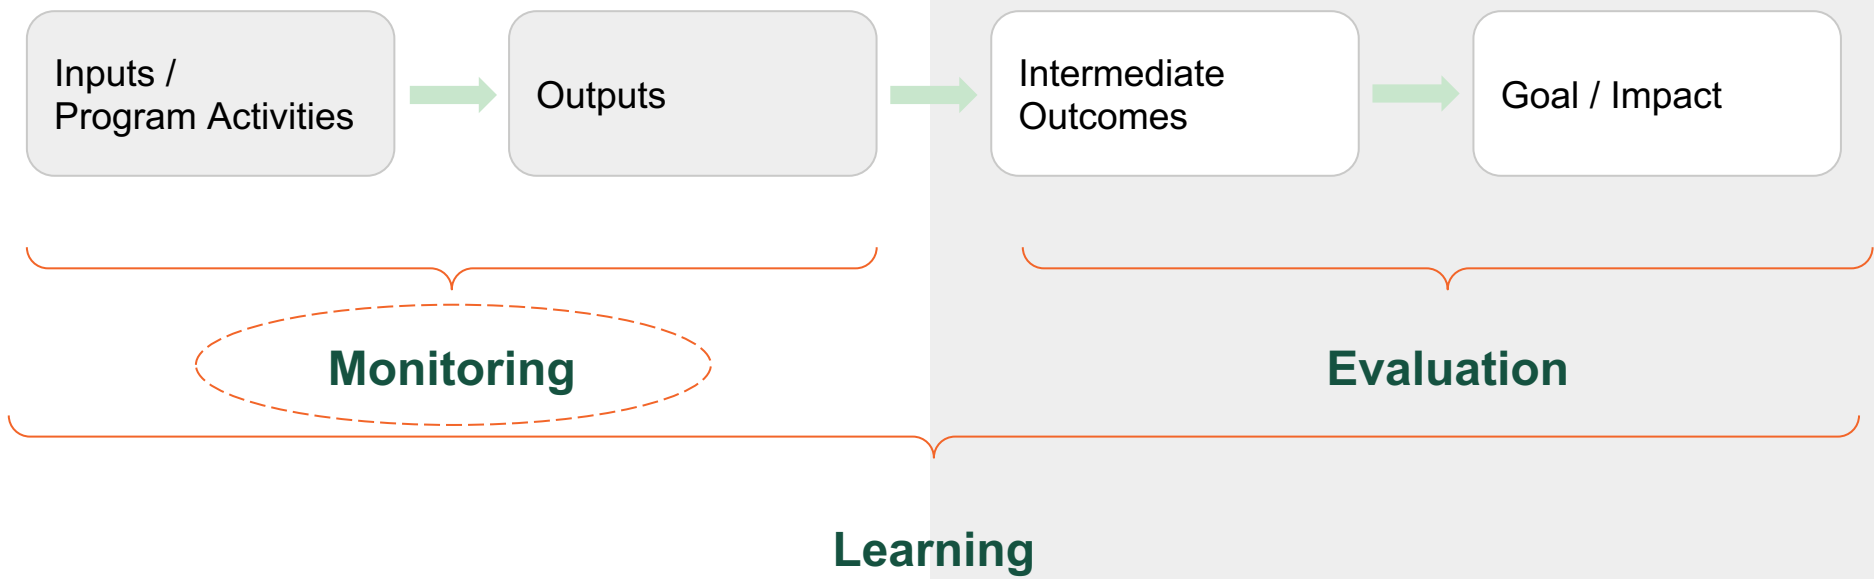 Inputs /
Program Activities
Outputs
Intermediate
Outcomes
Goal / Impact
Monitoring
Evaluation
Learning